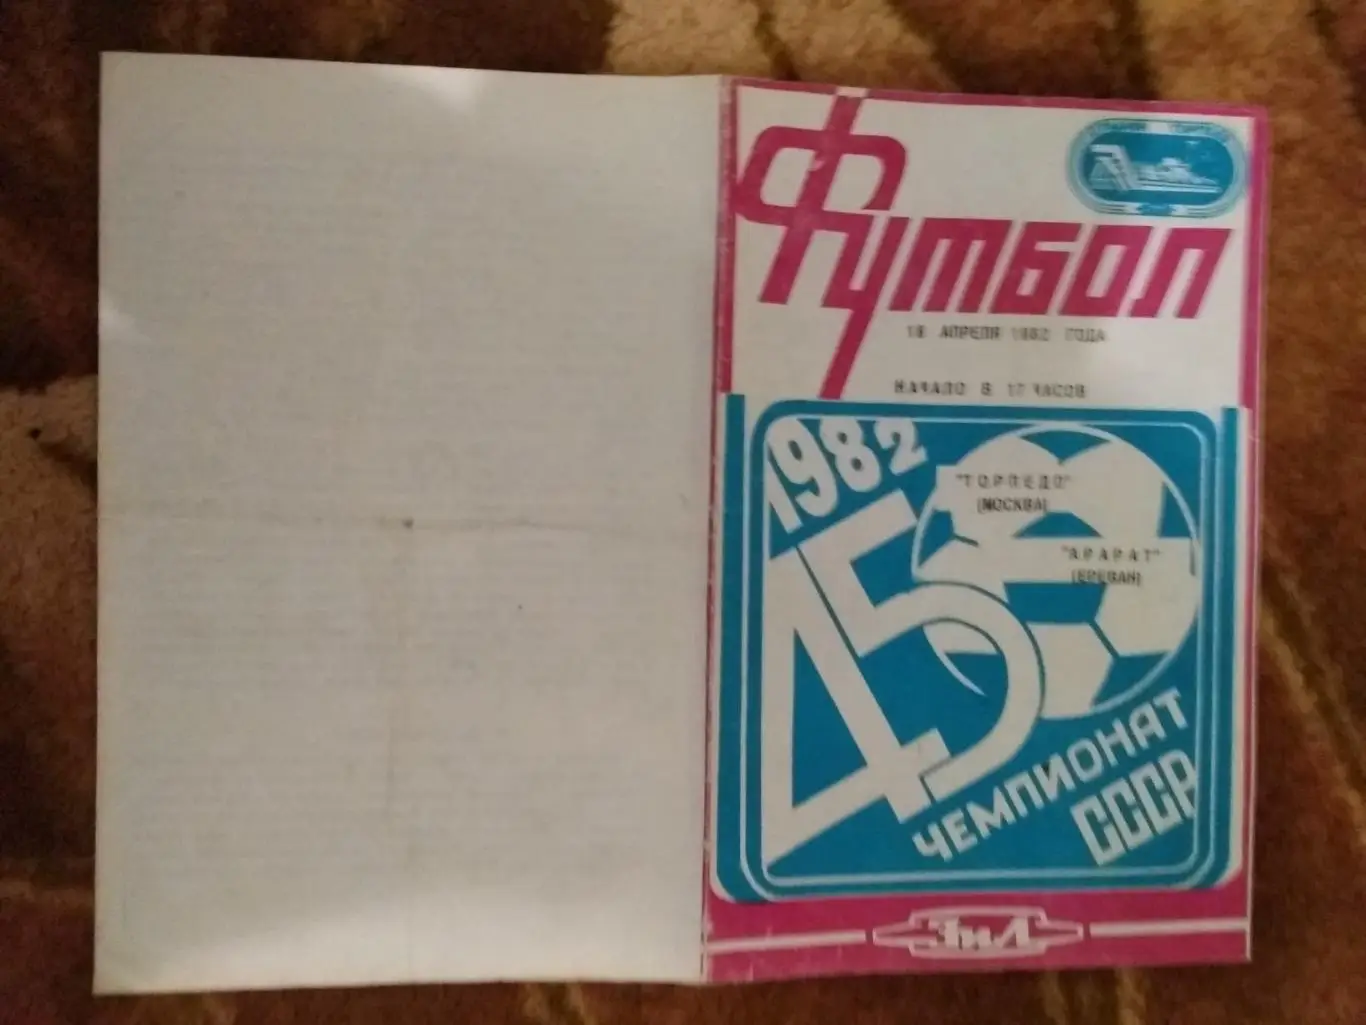 Футбол
18 АПРЕЛЯ 1982 ГОДА
НАЧАЛО В 17 ЧАСОВ
1982
"ТОРПЕДО"
(МОСКВА)
"АРАРАТ"
(ЕРЕВАН)
45
ЧЕМПИОНАТ
СССР
ЗиЛ